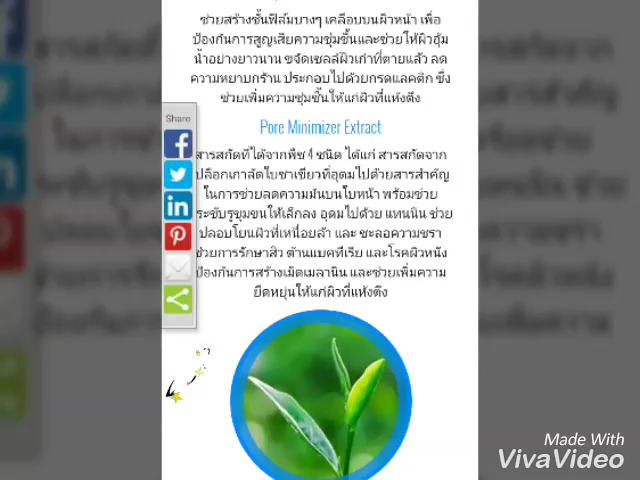 ช่วยสร้างชั้นฟิล์มบางๆ เคลือบบนผิวหน้า เพื่อ
ป้องกันการสูญเสียความชุ่มชื้นและช่วยให้ผิวอุ้ม
น้ำอย่างยาวนาน ขจัดเซลล์ผิวเก่าที่ตายแล้ว ลด
ความหยาบกร้าน ประกอบไปด้วยกรดแลคติก ซึ่ง
ช่วยเพิ่มความชุ่มชื้นให้แก่ผิวที่แห้งตึง
Pore Minimizer Extract
Share
สารสกัดที่ได้จากพืช 4 ชนิด ได้แก่ สารสกัดจาก
ปลือกเกาลัดใบชาเขียวที่อุดมไปด้วยสารสำคัญ
ในการช่วยลดความมันบนใบหน้า พร้อมช่วย
ระชับรูขุมขนให้เล็กลง อุดมไปด้วย แทนนิน ช่วย
ปลอบโยนผิวที่เหนื่อยล้า และ ชะลอความชรา
ช่วยการรักษาสิว ต้านแบคทีเรีย และโรคผิวหนัง
ป้องกันการสร้างเม็ดเมลานิน และช่วยเพิ่มความ
ยืดหยุ่นให้แก่ผิวที่แห้งตึง
Made With
VivaVideo